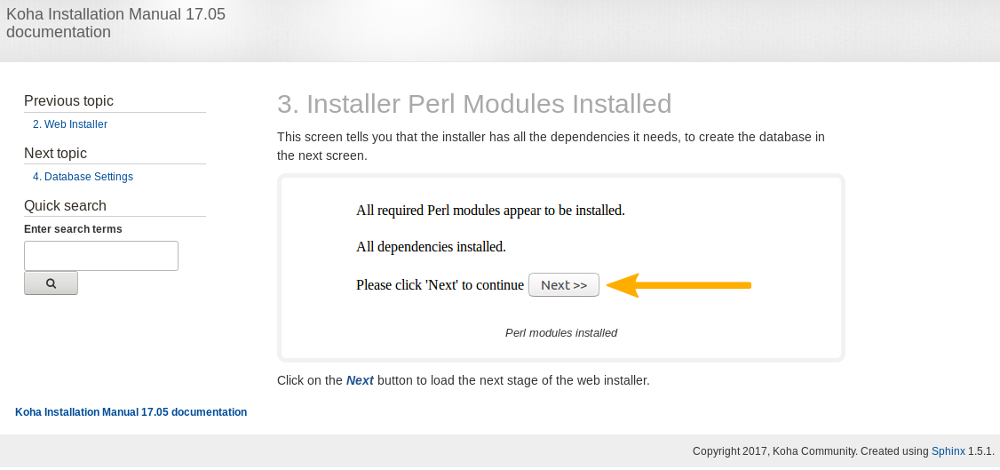 Koha Installation Manual 17.05
documentation
Previous topic
2. Web Installer
Next topic
4. Database Settings
Quick search
Enter search terms
3. Installer Perl Modules Installed
This screen tells you that the installer has all the dependencies it needs, to create the database in
the next screen.
All required Perl modules appear to be installed.
All dependencies installed.
Please click 'Next' to continue Next >>
Perl modules installed
Click on the Next button to load the next stage of the web installer.
Koha Installation Manual 17.05 documentation
Copyright 2017, Koha Community. Created using Sphinx 1.5.1.